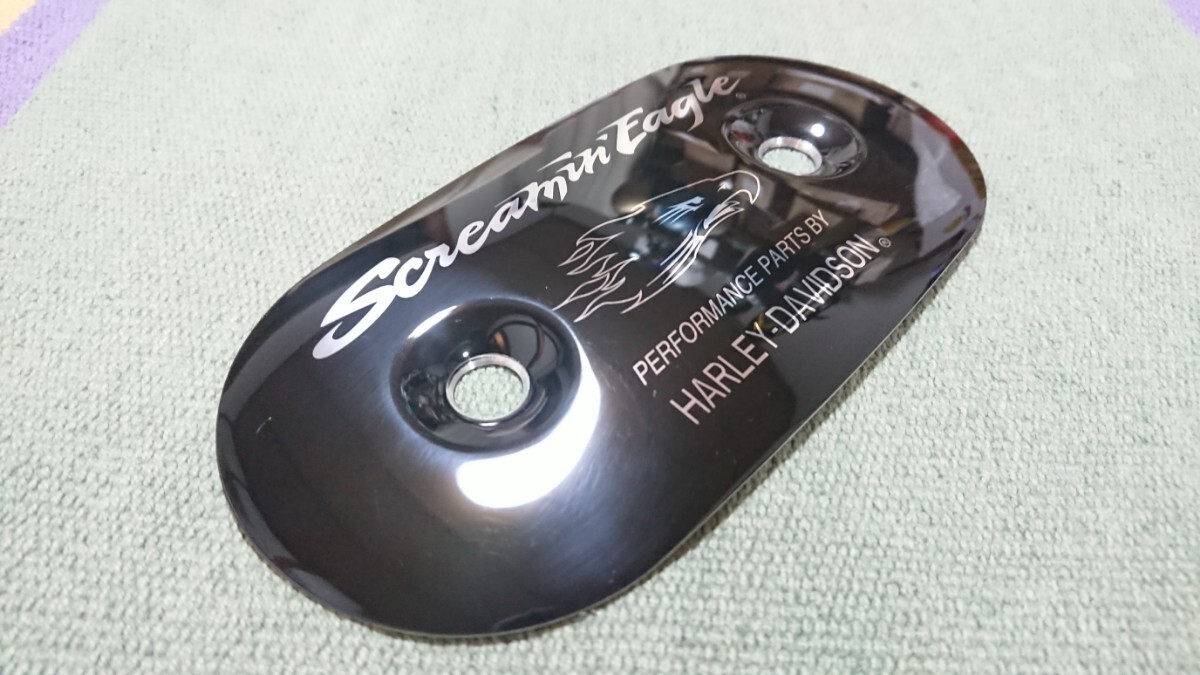 Screamin' Eagle®
PERFORMANCE PARTS BY
HARLEY-DAVIDSON®